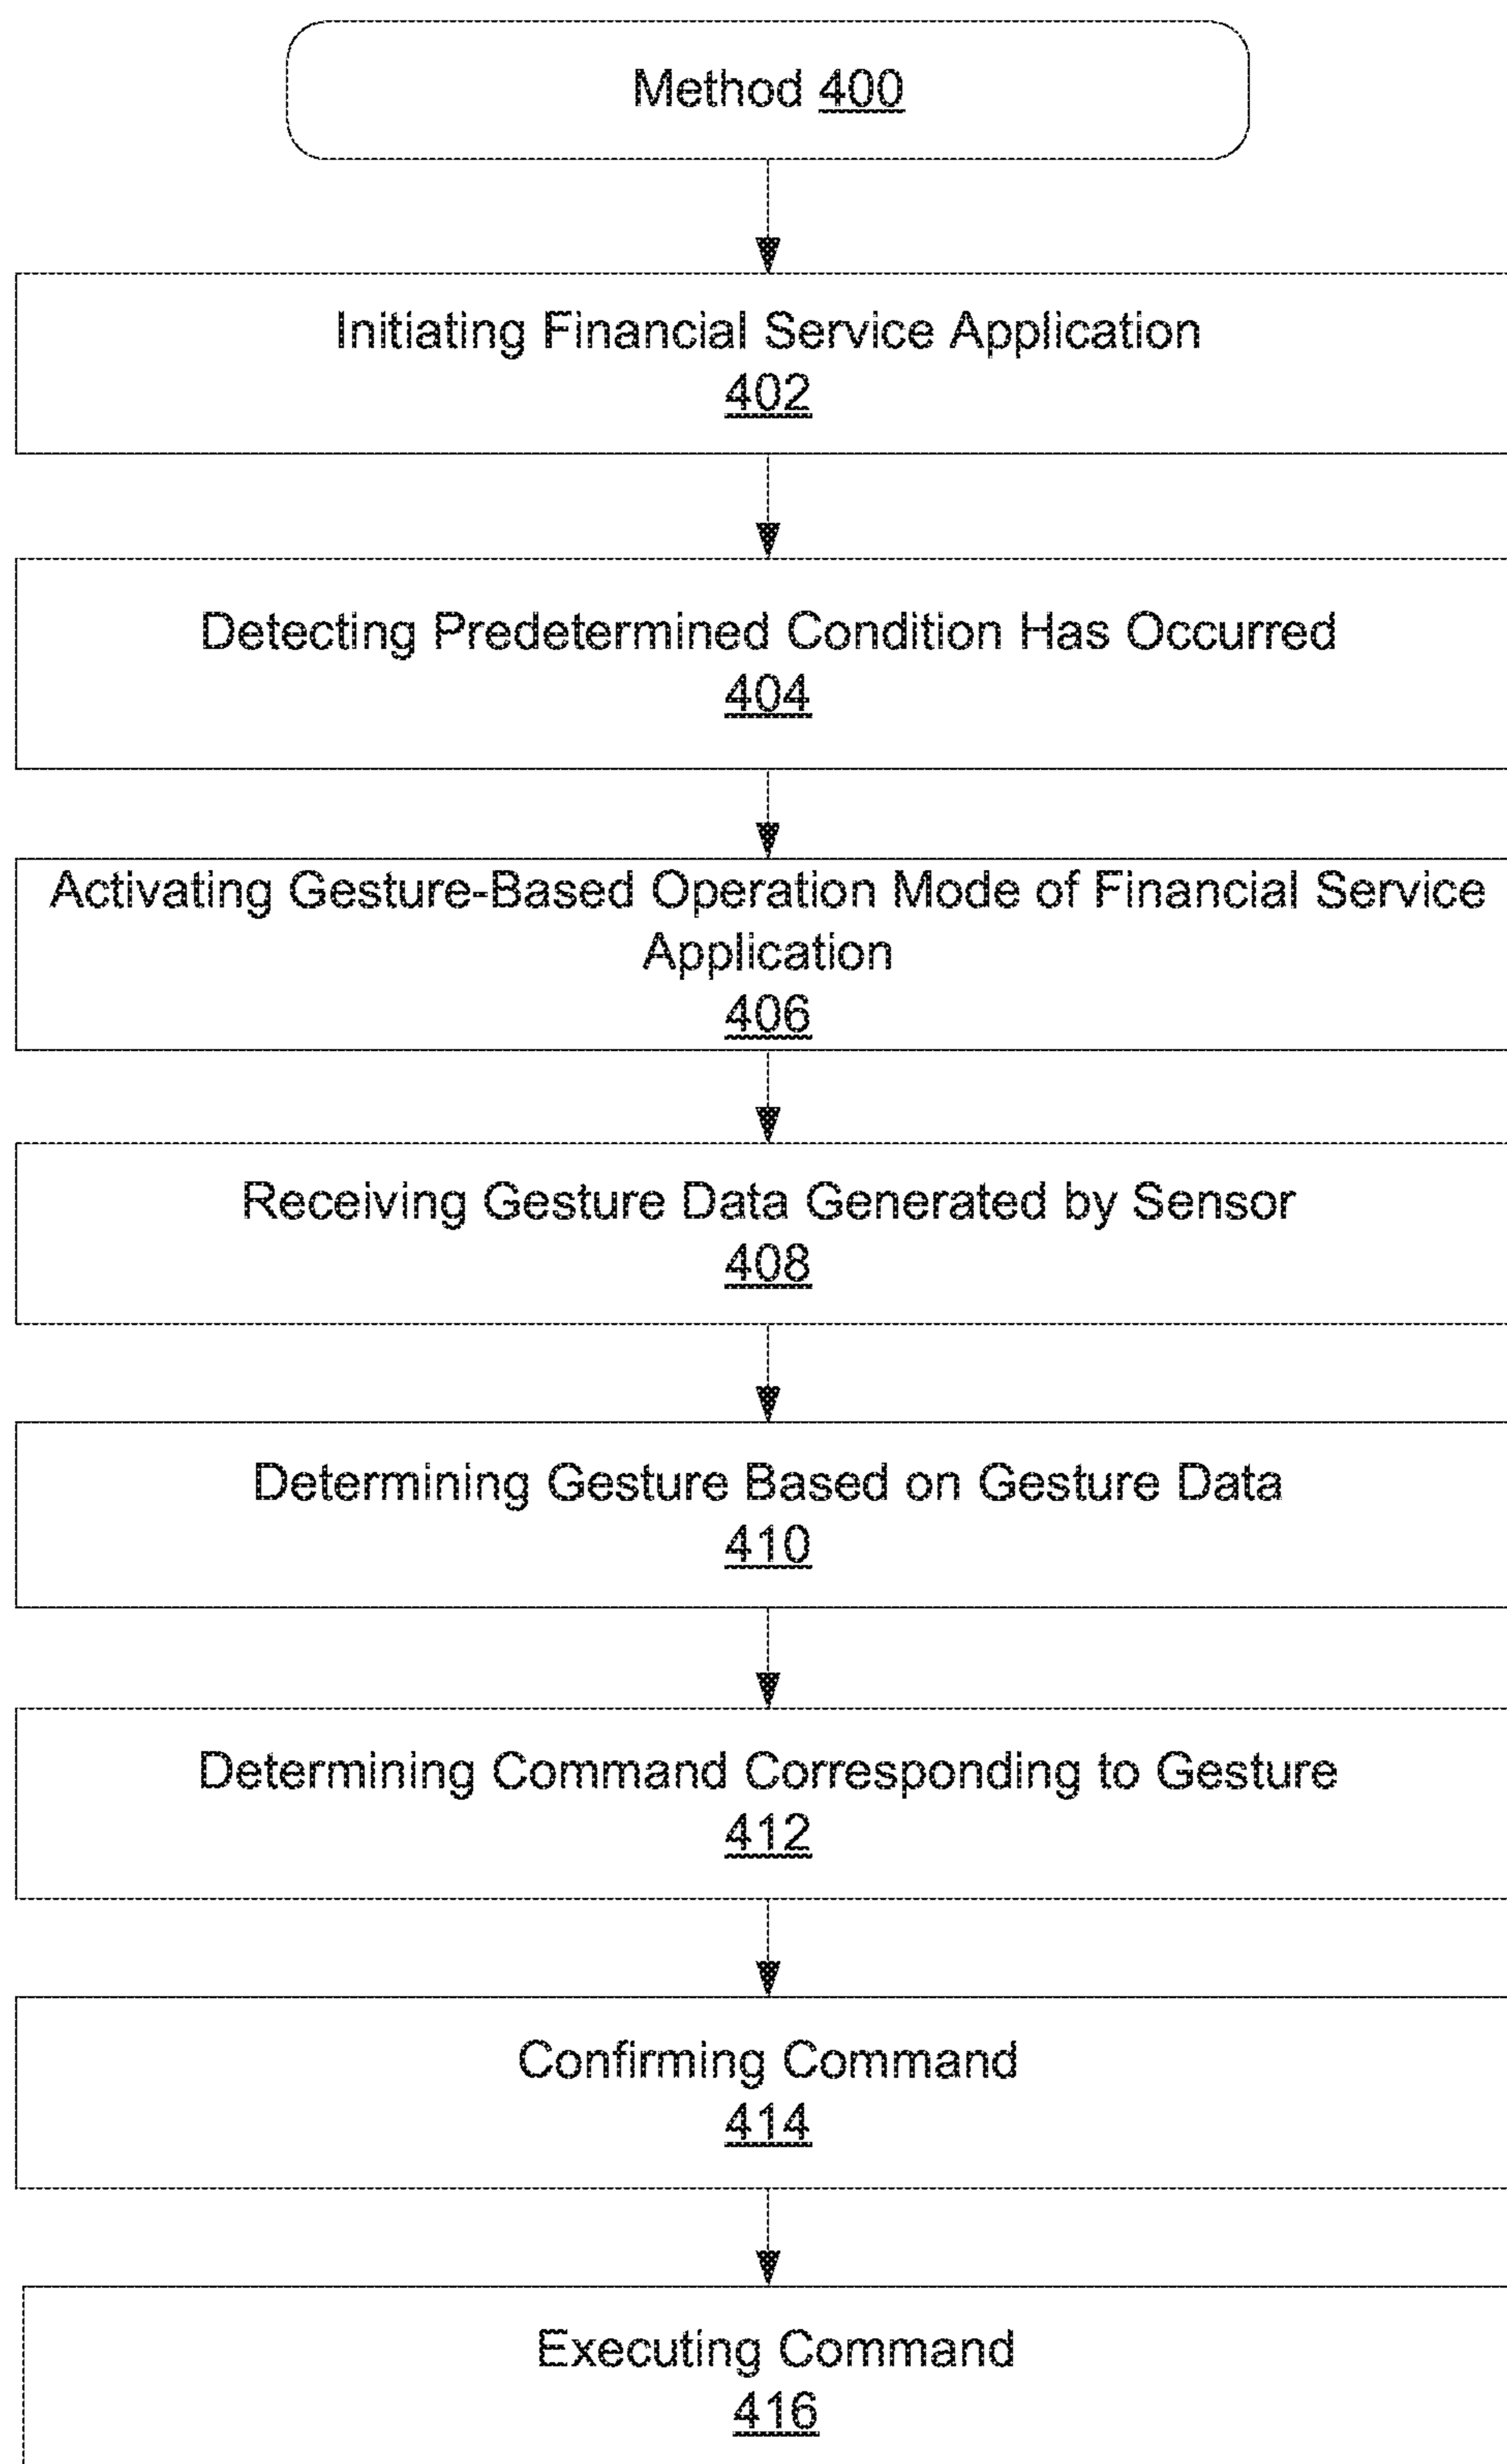 Method 400
Initiating Financial Service Application
402
Detecting Predetermined Condition Has Occurred
404
Activating Gesture-Based Operation Mode of Financial Service
Application
406
Receiving Gesture Data Generated by Sensor
408
Determining Gesture Based on Gesture Data
410
Determining Command Corresponding to Gesture
412
Confirming Command
414
Executing Command
416